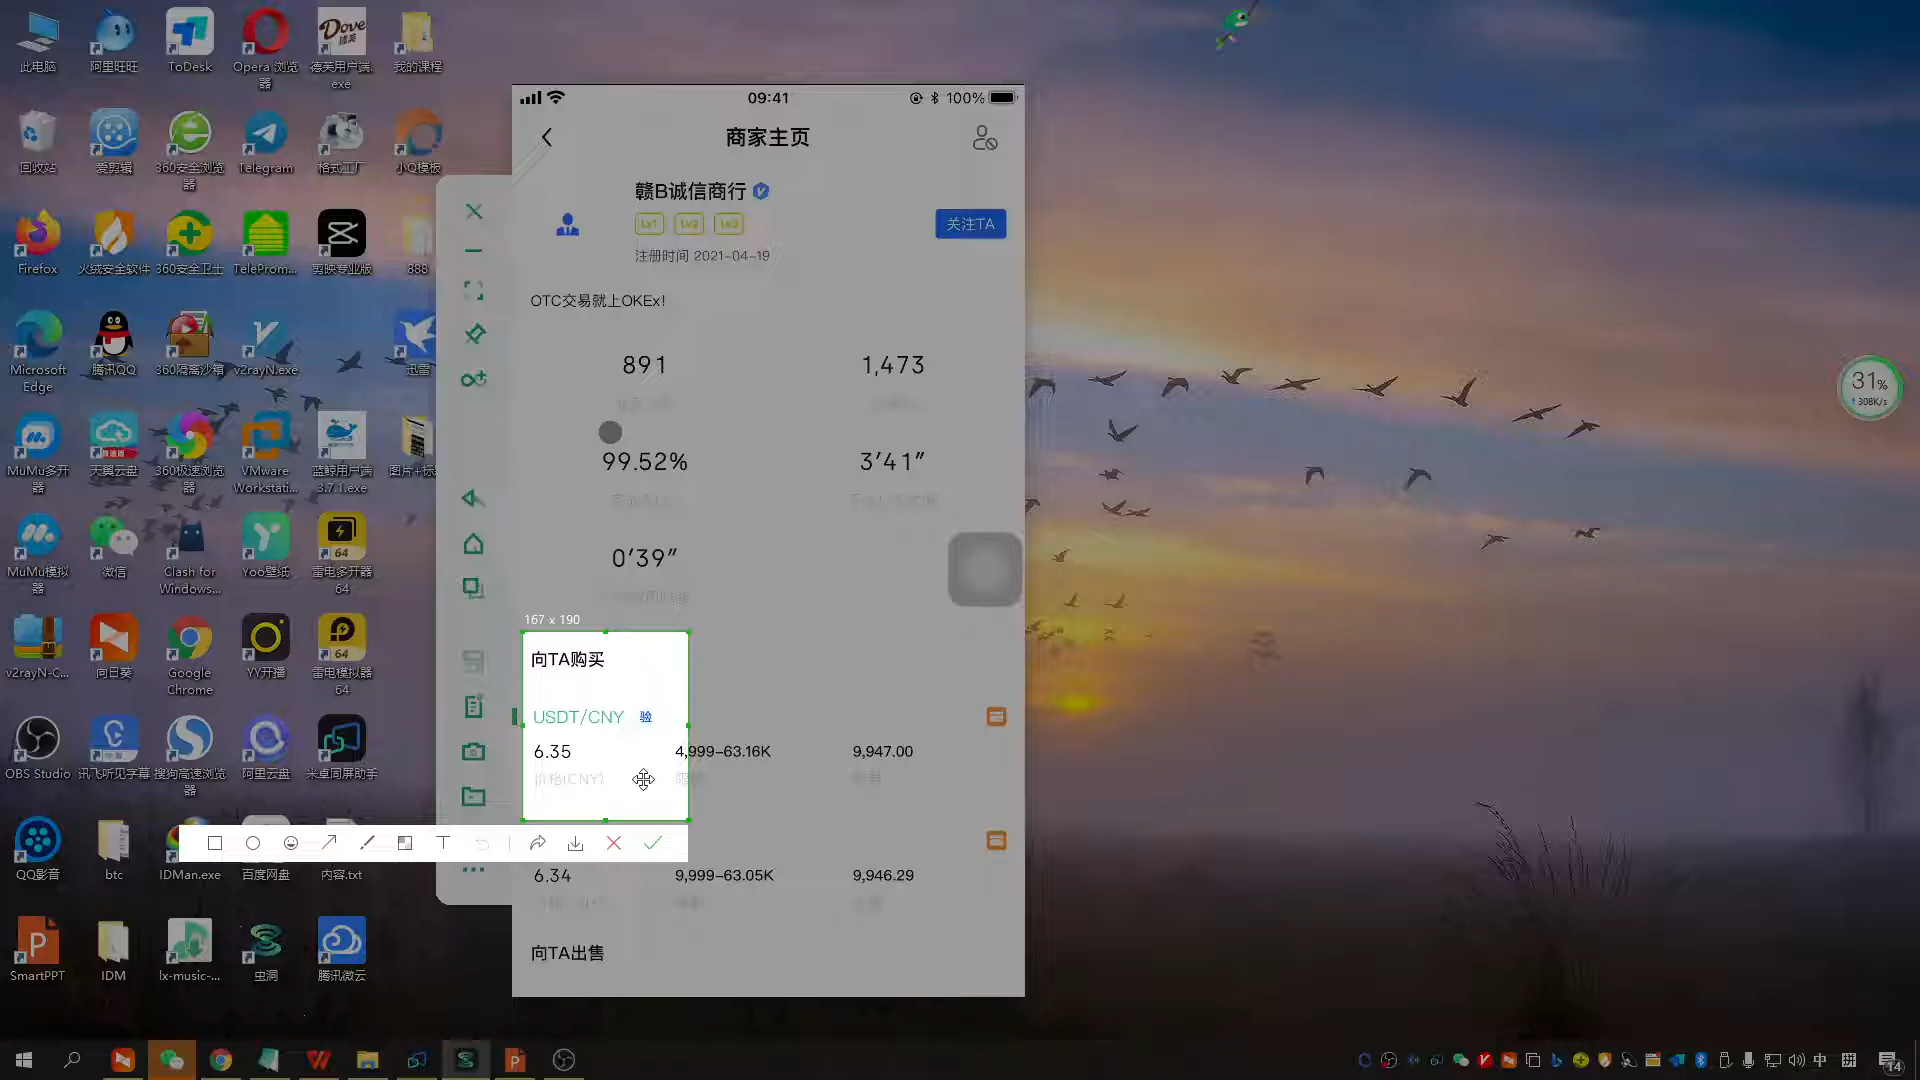 此电脑
阿里旺旺
ToDesk
Opera 浏览器
德芙用户端.exe
我的课程
回收站
爱剪辑
360安全浏览器
Telegram
格式工厂
小Q模板
Firefox
火绒安全软件
360安全卫士
TeleProm...
剪映专业版
888
Microsoft Edge
腾讯QQ
360隔离沙箱
v2rayN.exe
迅雷
MuMu多开器
天翼云盘
360极速浏览器
VMware Workstati...
蓝鲸用户端3.7.1.exe
MuMu模拟器
微信
Clash for Windows...
Yoo壁纸
雷电多开器64
v2rayN-C...
向日葵
Google Chrome
YY开播
雷电模拟器64
OBS Studio
讯飞听见字幕
搜狗高速浏览器
阿里云盘
米卓同屏助手
QQ影音
btc
IDMan.exe
百度网盘
内容.txt
SmartPPT
IDM
lx-music-...
虫洞
腾讯微云
09:41
100%
商家主页
赣B诚信商行
Lv1 Lv2 Lv3
关注TA
注册时间 2021-04-19
OTC交易就上OKEx!
891
1,473
99.52%
3′41″
0′39″
167 x 190
向TA购买
USDT/CNY 验
6.35
4,999-63.16K
9,947.00
价格(CNY)
6.34
9,999-63.05K
9,946.29
向TA出售
31%
308K/s
中
拼
14